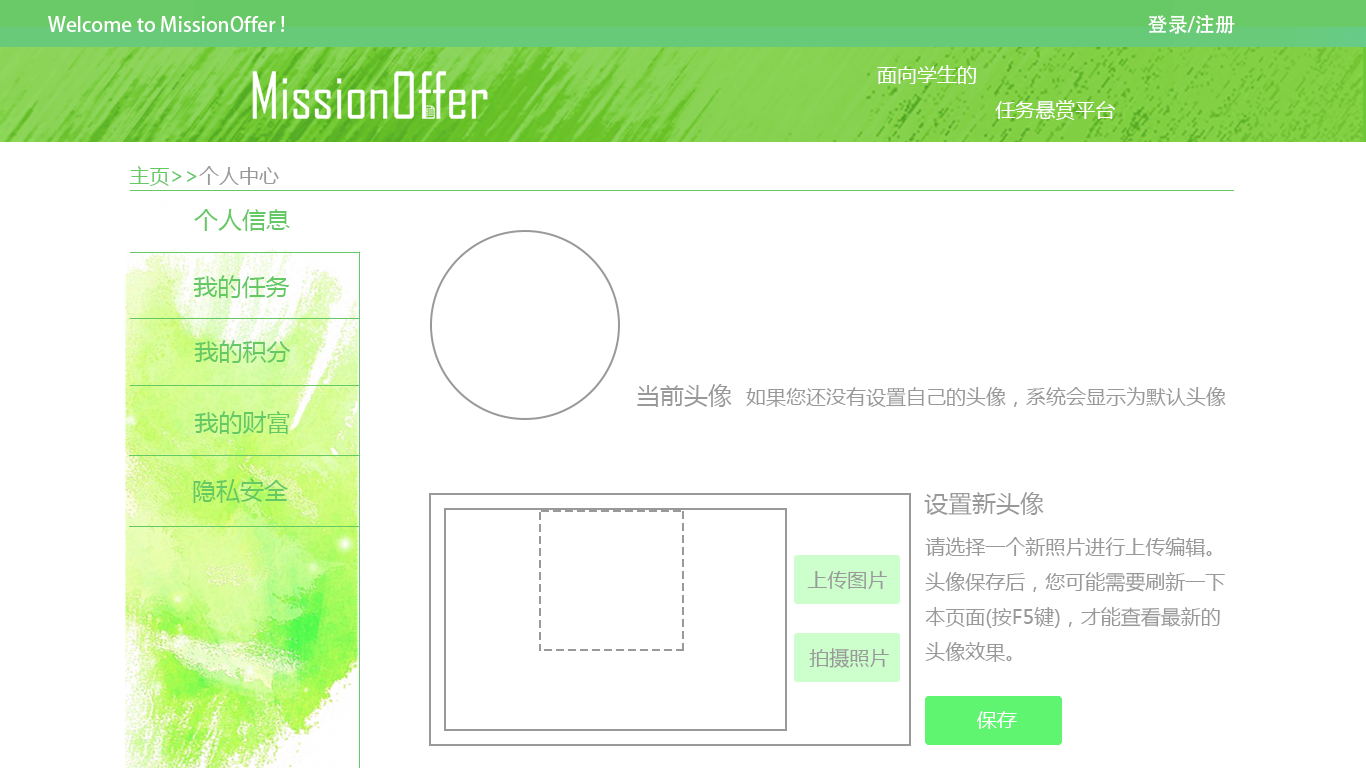 Welcome to MissionOffer !
登录/注册
MissionOffer
面向学生的
任务悬赏平台
主页>>个人中心
个人信息
我的任务
我的积分
我的财富
隐私安全
当前头像 如果您还没有设置自己的头像，系统会显示为默认头像
上传图片
拍摄照片
设置新头像
请选择一个新照片进行上传编辑。
头像保存后，您可能需要刷新一下
本页面(按F5键)，才能查看最新的
头像效果。
保存